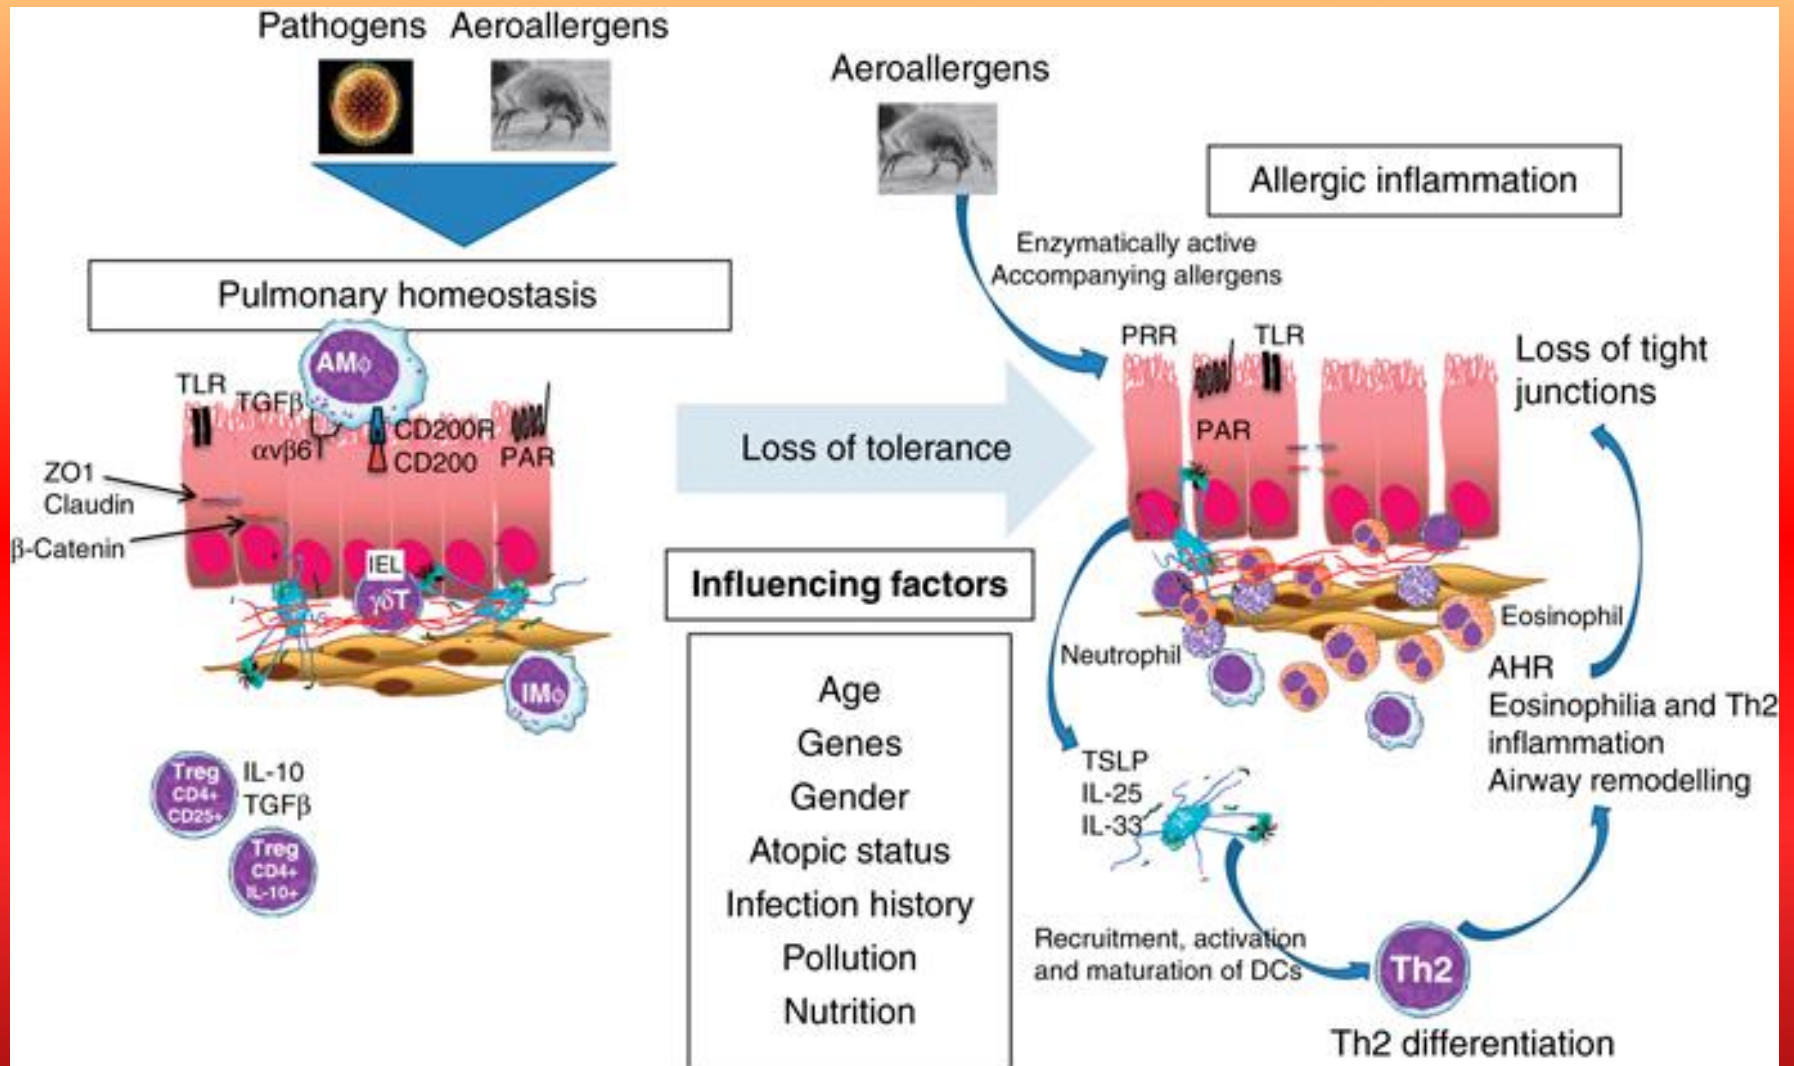 Pathogens
Aeroallergens
Pulmonary homeostasis
AMϕ
TLR
TGFβ
αvβ6T
CD200R
CD200
PAR
ZO1
Claudin
β-Catenin
IEL
γδT
IMϕ
Treg
CD4+
CD25+
IL-10
TGFβ
Treg
CD4+
IL-10+
Loss of tolerance
Influencing factors
Age
Genes
Gender
Atopic status
Infection history
Pollution
Nutrition
Aeroallergens
Allergic inflammation
Enzymatically active
Accompanying allergens
PRR
TLR
PAR
Loss of tight
junctions
Neutrophil
Eosinophil
AHR
Eosinophilia and Th2
inflammation
Airway remodelling
TSLP
IL-25
IL-33
Recruitment, activation
and maturation of DCs
Th2
Th2 differentiation